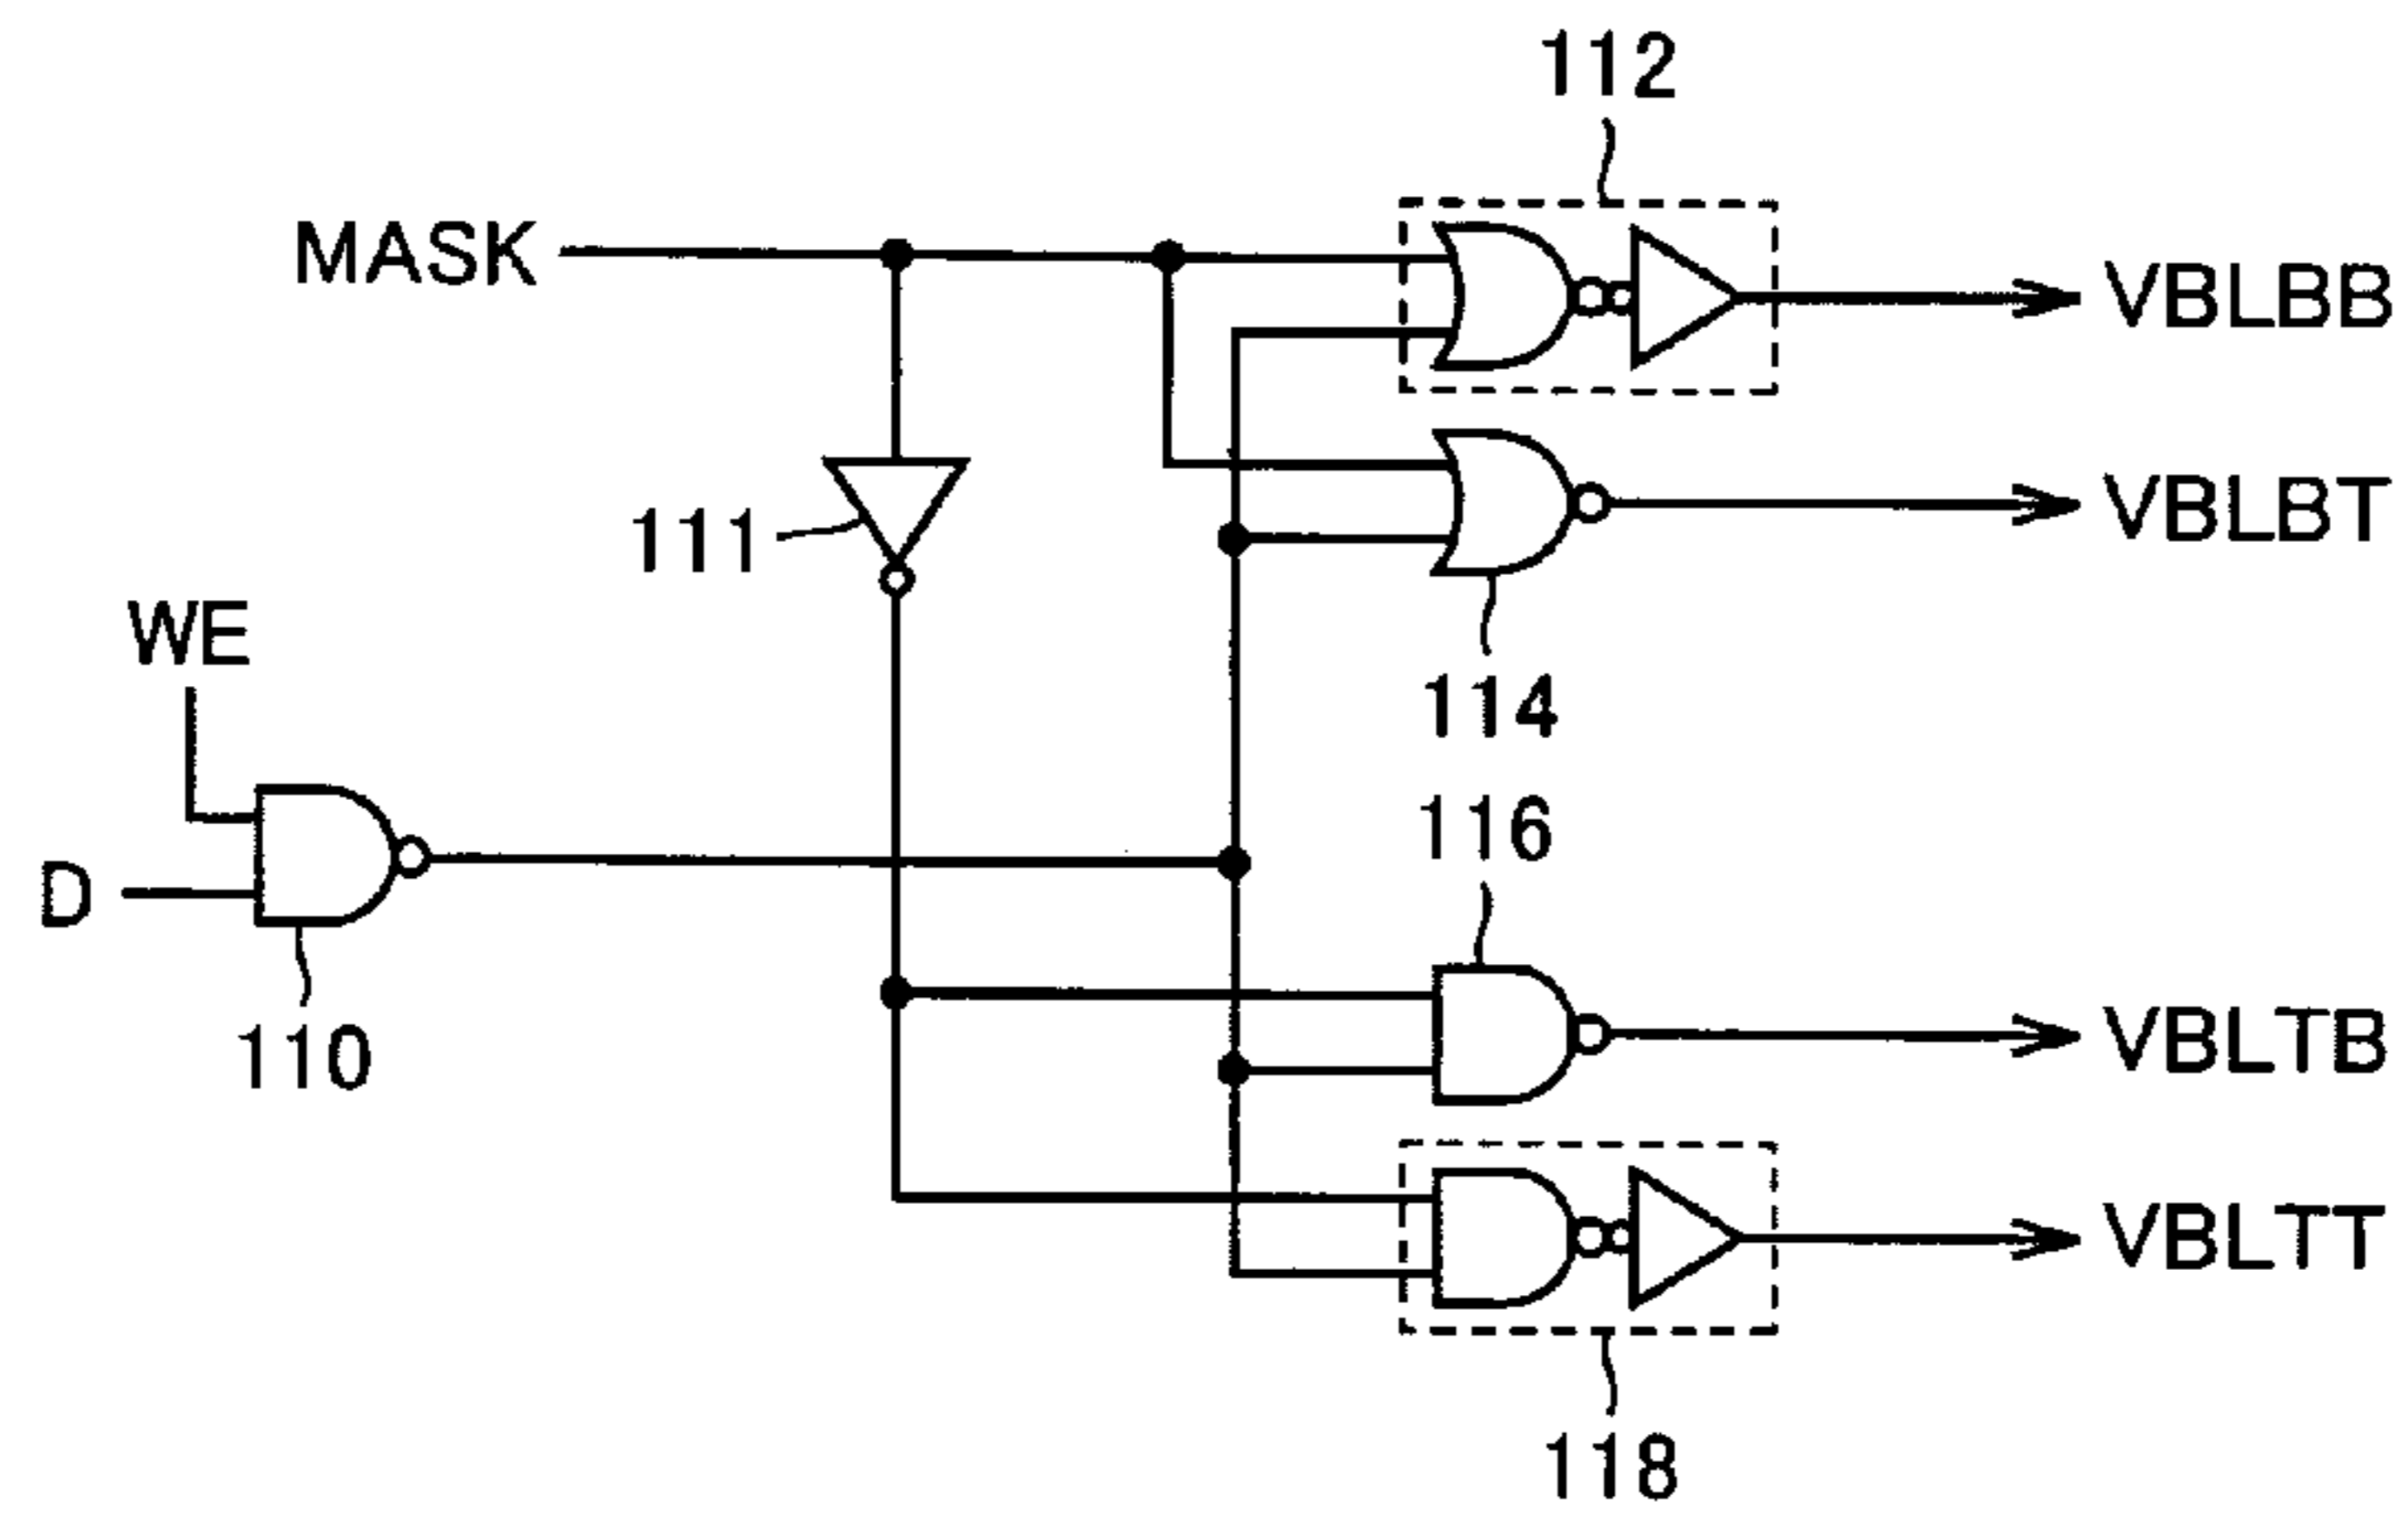 112
MASK
VBLBB
VBLBT
111
WE
114
116
D
110
VBLTB
VBLTT
118